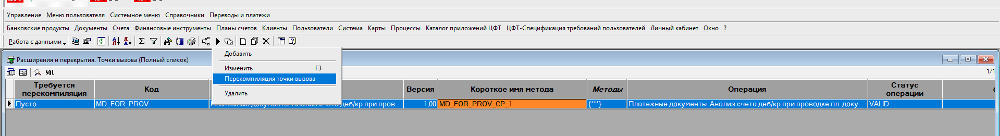 Управление Меню пользователя Системное меню Справочники Переводы и платежи
Банковские продукты Документы Счета Финансовые инструменты Планы счетов Клиенты Пользователи Система Карты Процессы Каталог приложений ЦФТ ЦФТ-Спецификация требований пользователей Личный кабинет Окно ?
Работа с данными
Добавить
Расширения и перекрытия. Точки вызова (Полный список)
Изменить F3
SQL
1/1
Перекомпиляция точки вызова
Удалить
Требуется перекомпиляция Код Версия Короткое имя метода Методы Операция Статус операции
Пусто MD_FOR_PROV Платежные документы. Анализ счета деб/кр при пров... 1,00 MD_FOR_PROV_CP_1 {***} Платежные документы. Анализ счета деб/кр при проводке пл. доку... VALID